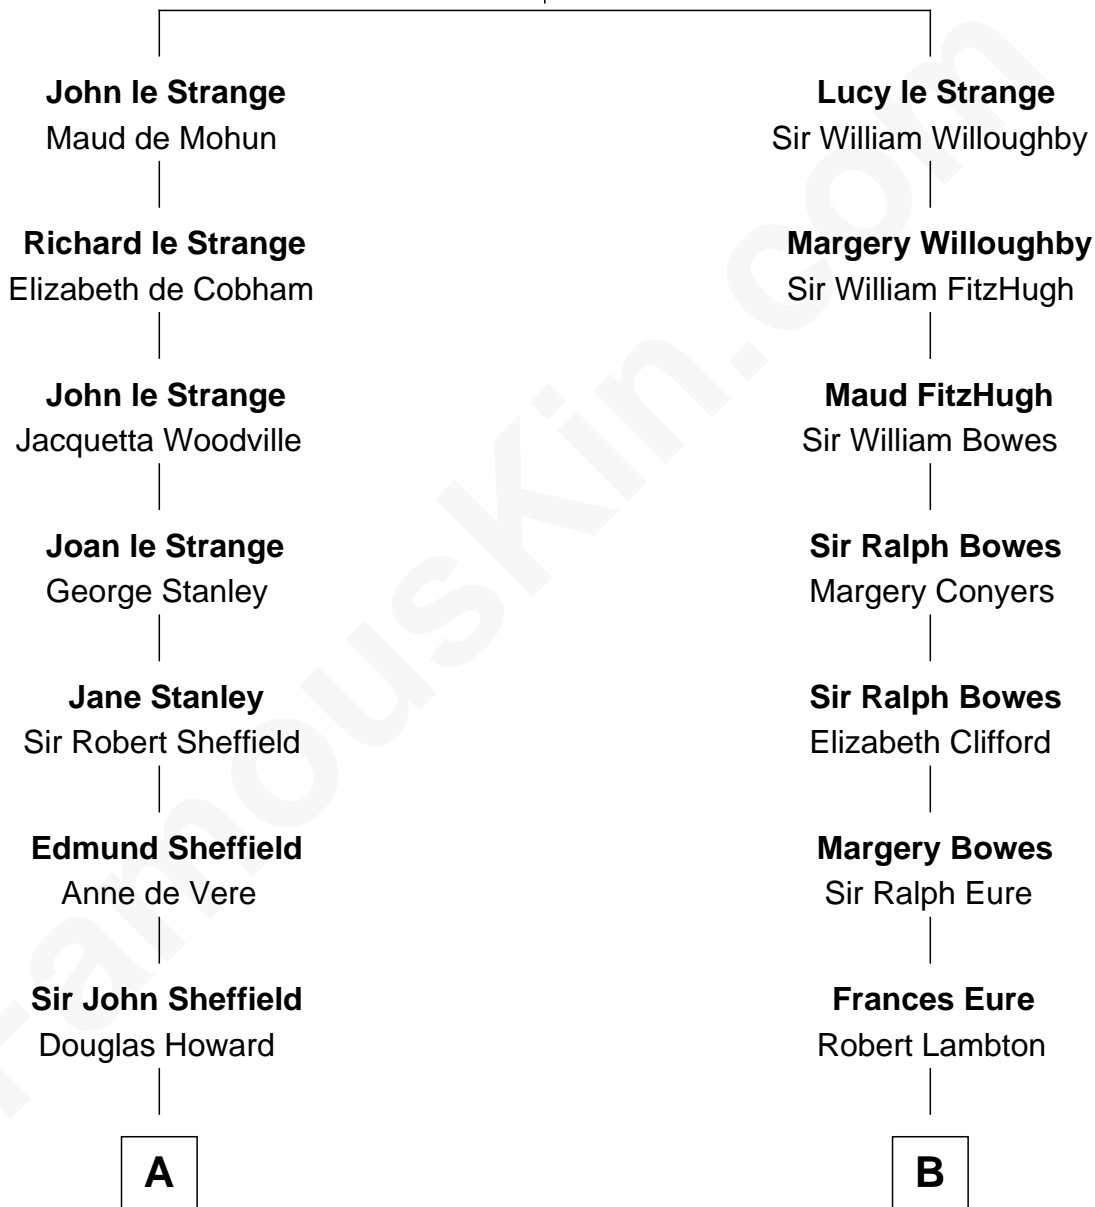 John le Strange
Maud de Mohun
Lucy le Strange
Sir William Willoughby
Richard le Strange
Elizabeth de Cobham
Margery Willoughby
Sir William FitzHugh
John le Strange
Jacquetta Woodville
Maud FitzHugh
Sir William Bowes
Joan le Strange
George Stanley
Sir Ralph Bowes
Margery Conyers
Jane Stanley
Sir Robert Sheffield
Sir Ralph Bowes
Elizabeth Clifford
Edmund Sheffield
Anne de Vere
Margery Bowes
Sir Ralph Eure
Sir John Sheffield
Douglas Howard
Frances Eure
Robert Lambton
A
B
FamousKin.com